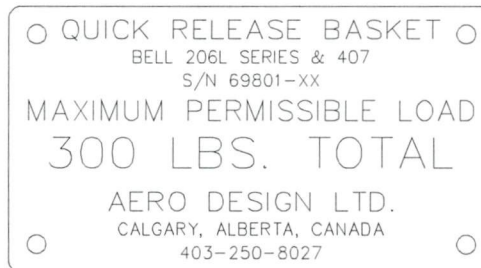 QUICK RELEASE BASKET
BELL 206L SERIES & 407
S/N 69801-XX
MAXIMUM PERMISSIBLE LOAD
300 LBS. TOTAL
AERO DESIGN LTD.
CALGARY, ALBERTA, CANADA
403-250-8027